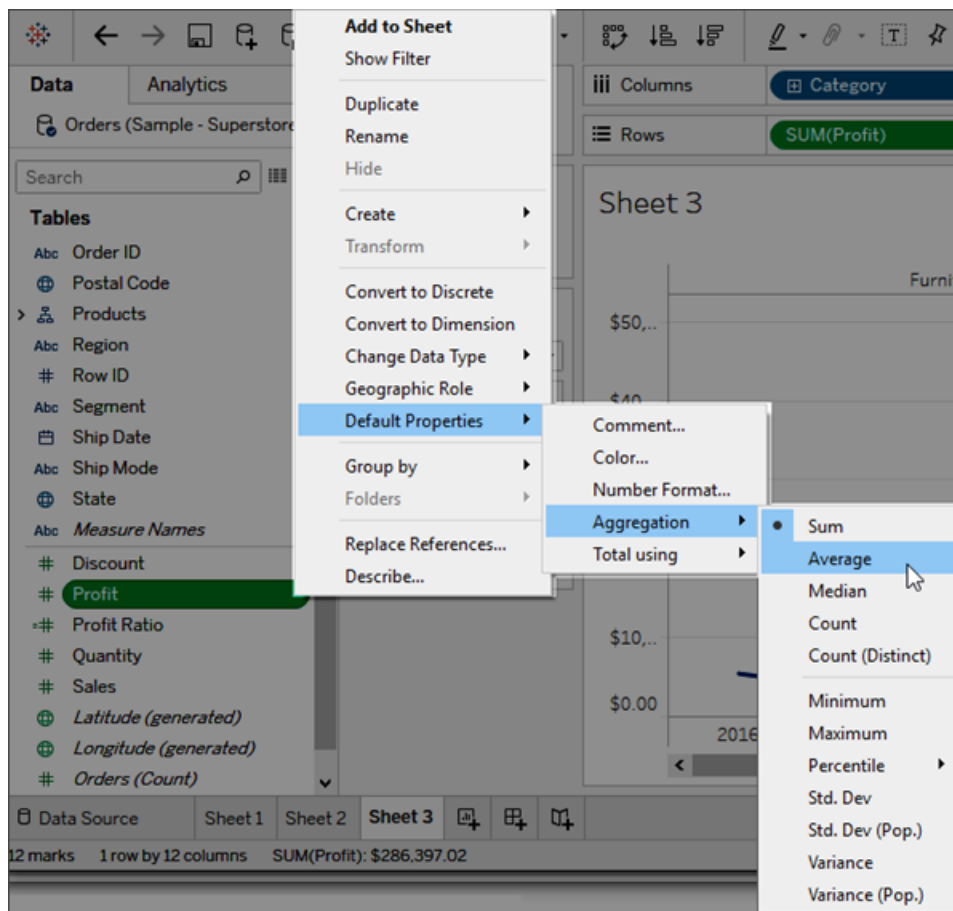 Data
Analytics
Orders (Sample - Superstore
Search
Tables
Abc Order ID
Postal Code
Products
Abc Region
# Row ID
Abc Segment
Ship Date
Abc Ship Mode
State
Abc Measure Names
# Discount
# Profit
=# Profit Ratio
# Quantity
# Sales
Latitude (generated)
Longitude (generated)
# Orders (Count)
Add to Sheet
Show Filter
Duplicate
Rename
Hide
Create
Transform
Convert to Discrete
Convert to Dimension
Change Data Type
Geographic Role
Default Properties
Group by
Folders
Replace References...
Describe...
Comment...
Color...
Number Format...
Aggregation
Total using
Sum
Average
Median
Count
Count (Distinct)
Minimum
Maximum
Percentile
Std. Dev
Std. Dev (Pop.)
Variance
Variance (Pop.)
T
Columns
Category
Rows
SUM(Profit)
Sheet 3
Furni
$50,..
$10,..
$0.00
2016
Data Source
Sheet 1
Sheet 2
Sheet 3
12 marks 1 row by 12 columns SUM(Profit): $286,397.02